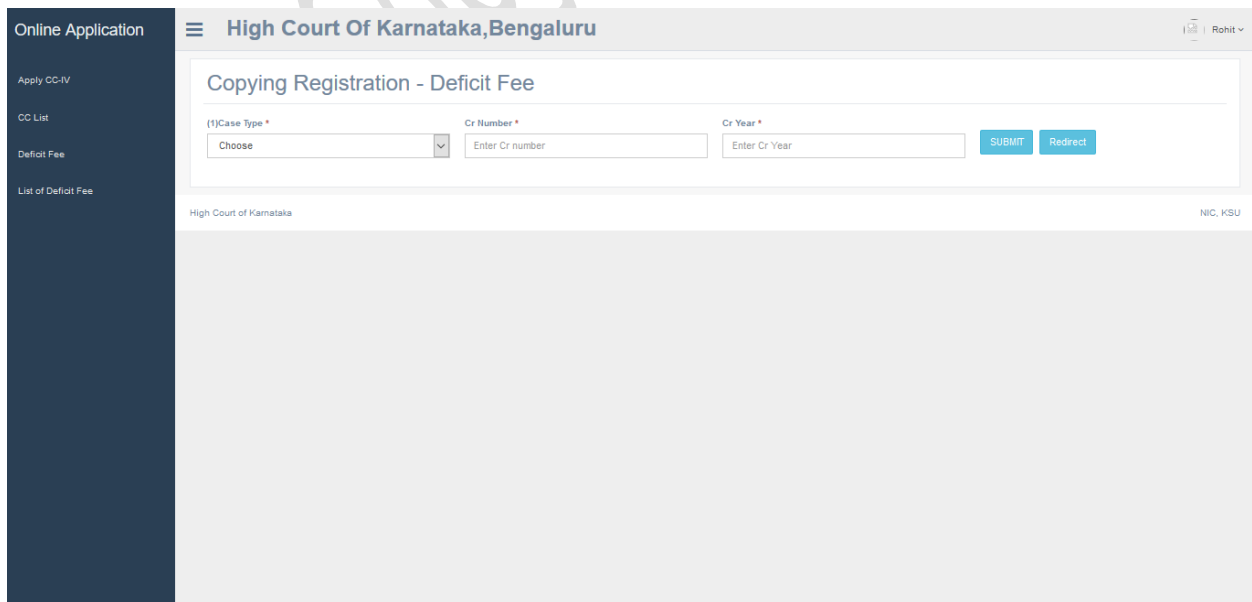 Online Application
High Court Of Karnataka,Bengaluru
Rohit
Apply CC-IV
CC List
Deficit Fee
List of Deficit Fee
Copying Registration - Deficit Fee
(1)Case Type * Cr Number * Cr Year *
Choose Enter Cr number Enter Cr Year SUBMIT Redirect
High Court of Karnataka NIC, KSU